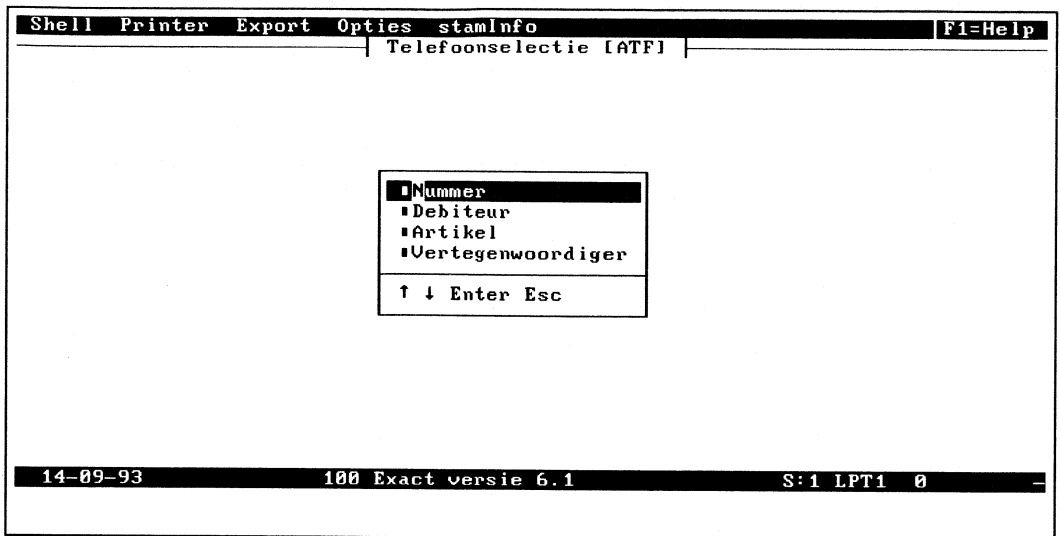 Shell Printer Export Opties stamInfo F1=Help
Telefoonselectie [ATF]
Nummer
Debiteur
Artikel
Vertegenwoordiger
↑ ↓ Enter Esc
14-09-93 100 Exact versie 6.1 S:1 LPT1 0